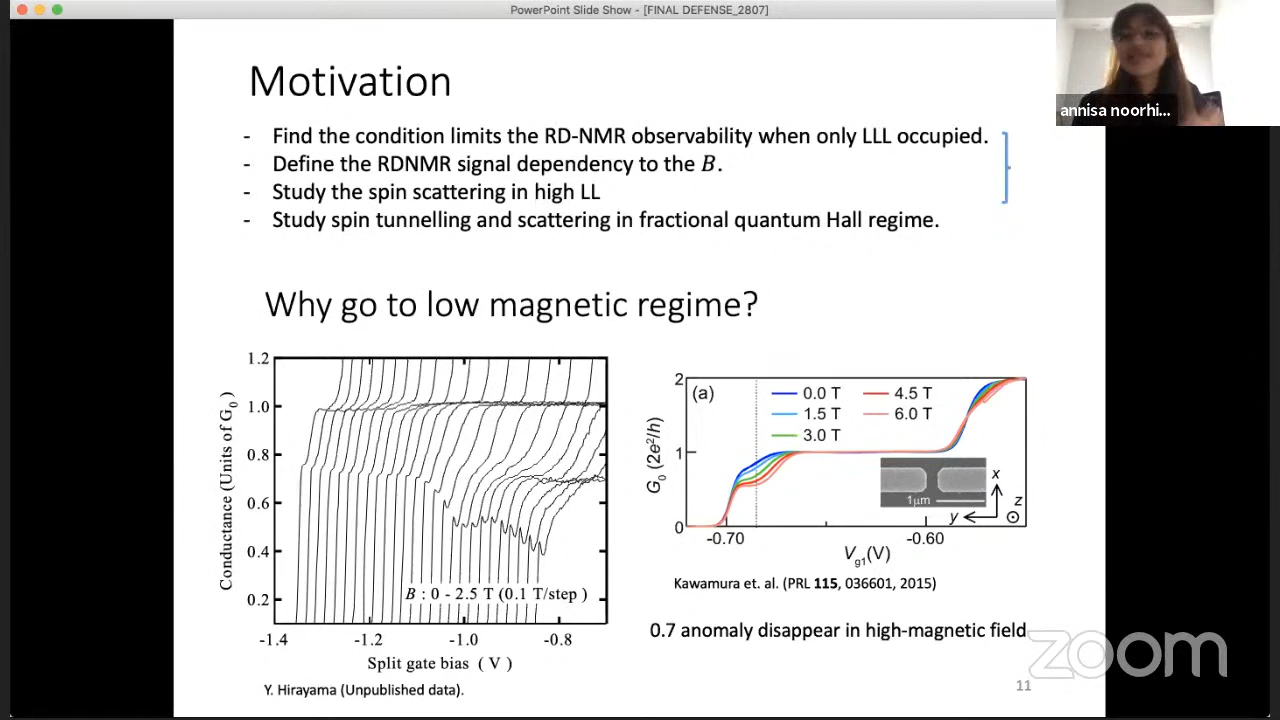 PowerPoint Slide Show - [FINAL DEFENSE_2807]
annisa noorhi...
Motivation
- Find the condition limits the RD-NMR observability when only LLL occupied.
- Define the RDNMR signal dependency to the B.
- Study the spin scattering in high LL
- Study spin tunnelling and scattering in fractional quantum Hall regime.
Why go to low magnetic regime?
Conductance (Units of G0 )
1.2
1.0
0.8
0.6
0.4
0.2
B : 0 - 2.5 T (0.1 T/step )
-1.4 -1.2 -1.0 -0.8
Split gate bias ( V )
Y. Hirayama (Unpublished data).
(a)
0.0 T 4.5 T
1.5 T 6.0 T
3.0 T
G0 (2e²/h)
2
1
0
1μm
x
y
z
-0.70 -0.60
Vg1(V)
Kawamura et. al. (PRL 115, 036601, 2015)
0.7 anomaly disappear in high-magnetic field
11
zoom